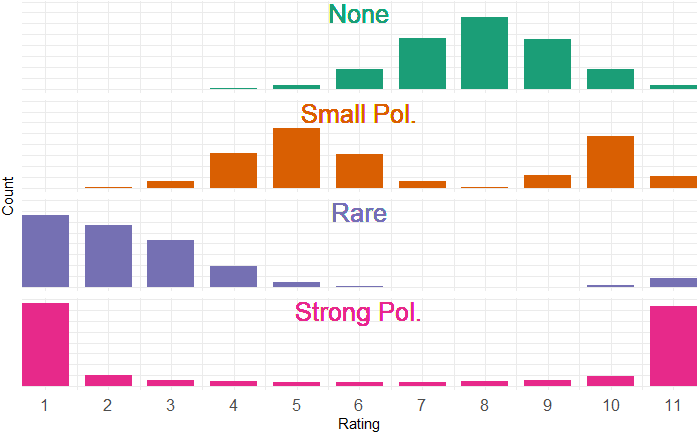 None
Small Pol.
Count
Rare
Strong Pol.
1 2 3 4 5 6 7 8 9 10 11
Rating